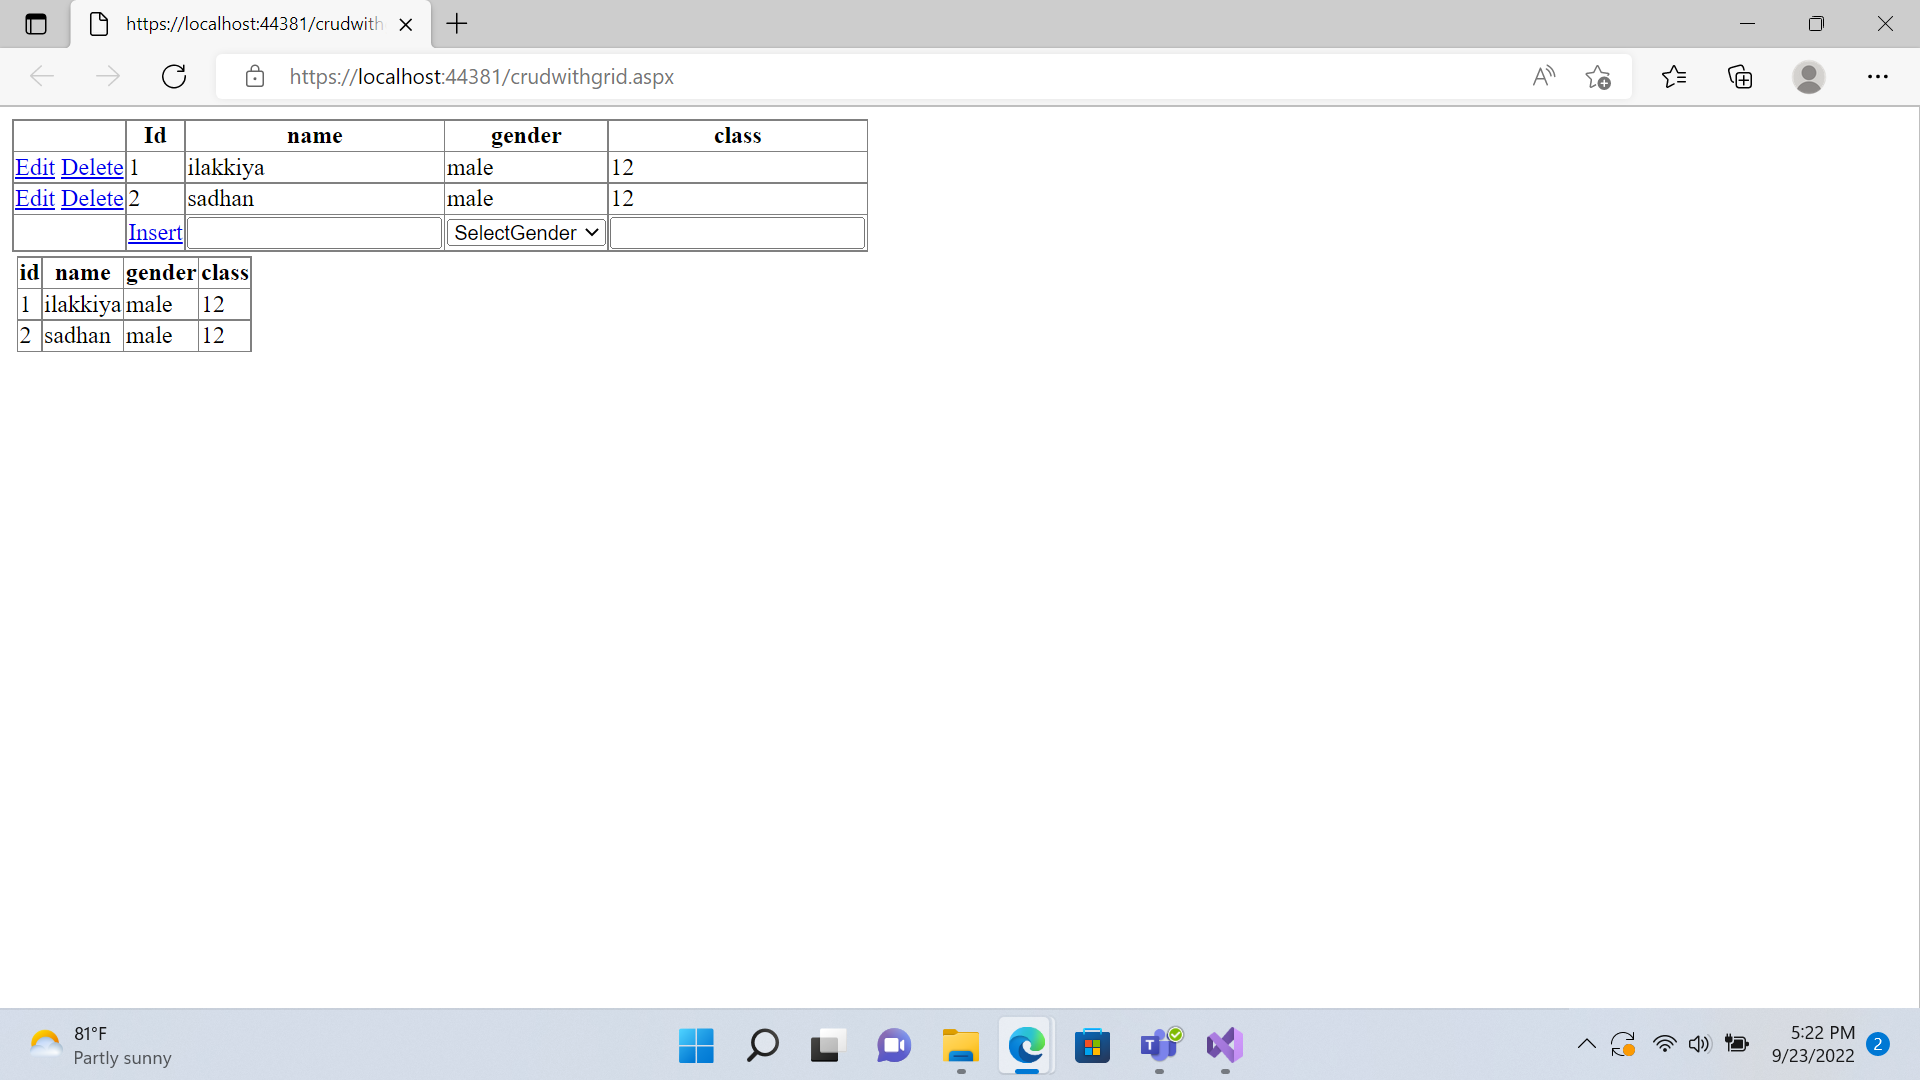 https://localhost:44381/crudwith
https://localhost:44381/crudwithgrid.aspx
Id name gender class
Edit Delete 1 ilakkiya male 12
Edit Delete 2 sadhan male 12
Insert SelectGender
id name gender class
1 ilakkiya male 12
2 sadhan male 12
81°F
Partly sunny
5:22 PM
9/23/2022
2